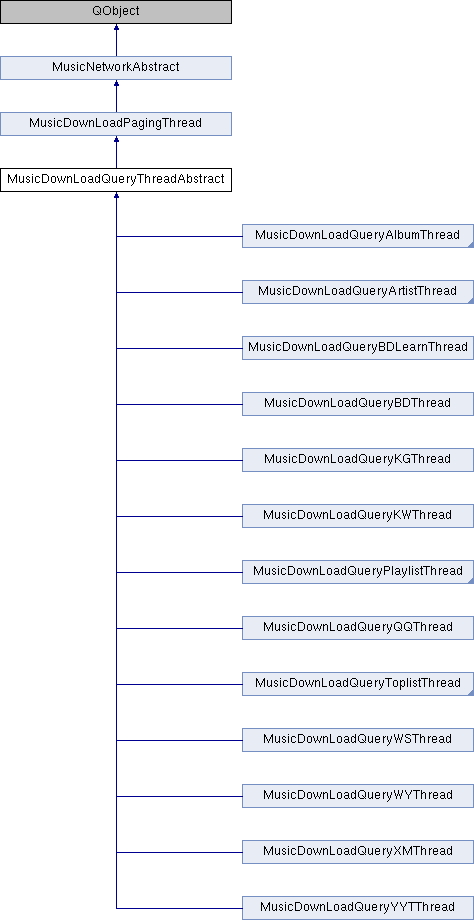 QObject
MusicNetworkAbstract
MusicDownLoadPagingThread
MusicDownLoadQueryThreadAbstract
MusicDownLoadQueryAlbumThread
MusicDownLoadQueryArtistThread
MusicDownLoadQueryBDLearnThread
MusicDownLoadQueryBDThread
MusicDownLoadQueryKGThread
MusicDownLoadQueryKWThread
MusicDownLoadQueryPlaylistThread
MusicDownLoadQueryQQThread
MusicDownLoadQueryToplistThread
MusicDownLoadQueryWSThread
MusicDownLoadQueryWYThread
MusicDownLoadQueryXMThread
MusicDownLoadQueryYYTThread